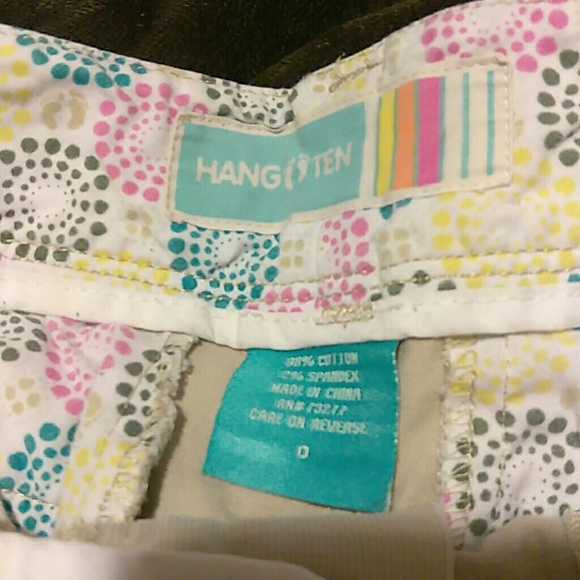 HANG TEN
98% COTTON
2% SPANDEX
MADE IN CHINA
RN# 73277
CARE ON REVERSE
0